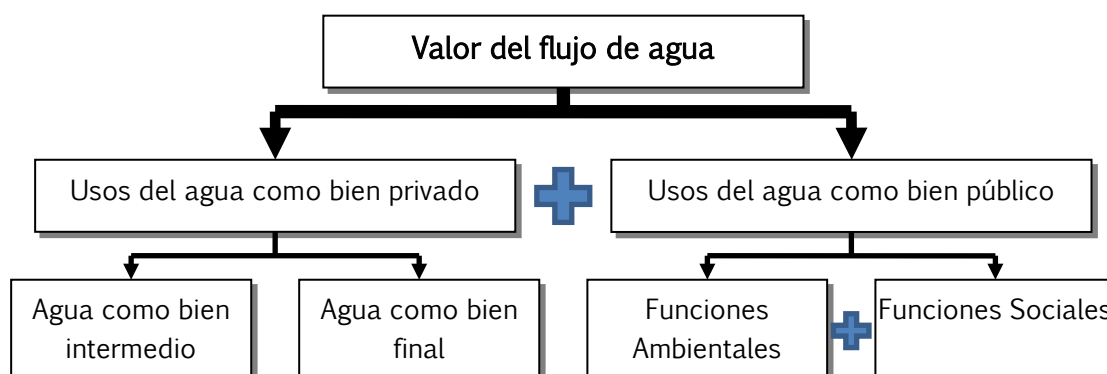 Valor del flujo de agua
Usos del agua como bien privado
Usos del agua como bien público
Agua como bien
intermedio
Agua como bien
final
Funciones
Ambientales
Funciones Sociales